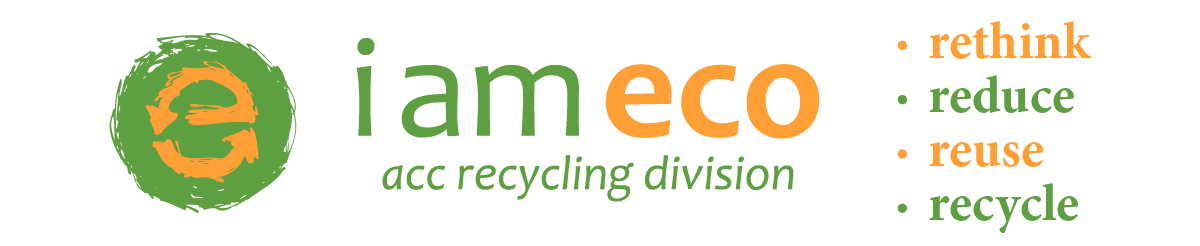 e
i am eco
acc recycling division
• rethink
• reduce
• reuse
• recycle